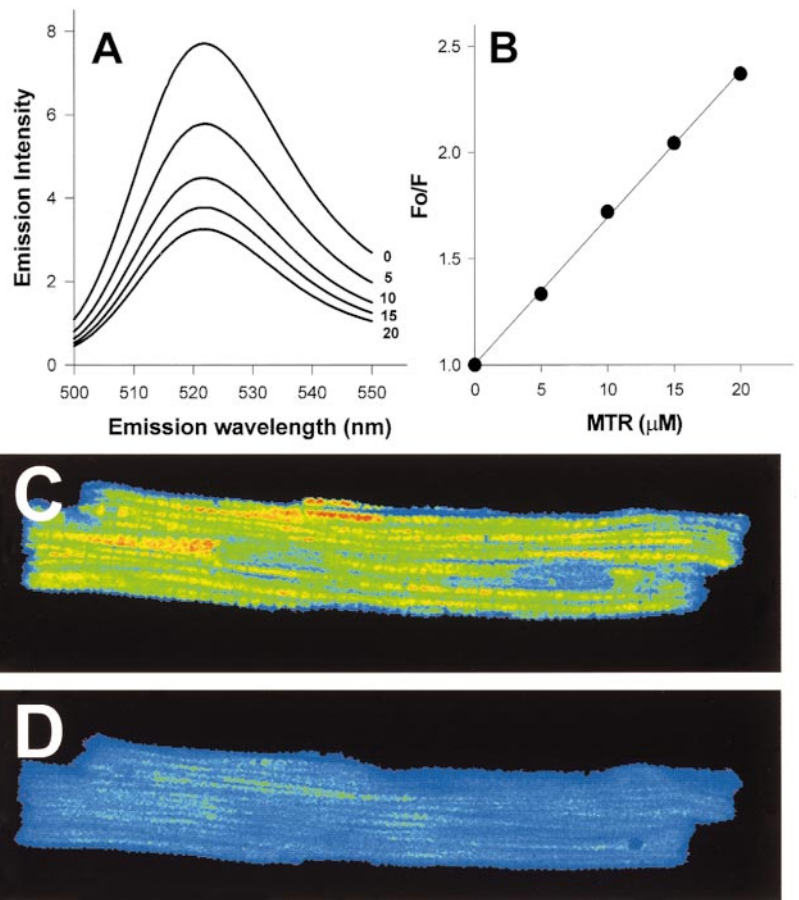 A
8
6
4
2
0
Emission Intensity
0
5
10
15
20
500 510 520 530 540 550
Emission wavelength (nm)
B
2.5
2.0
1.5
1.0
Fo/F
0 5 10 15 20
MTR (μM)
C
D